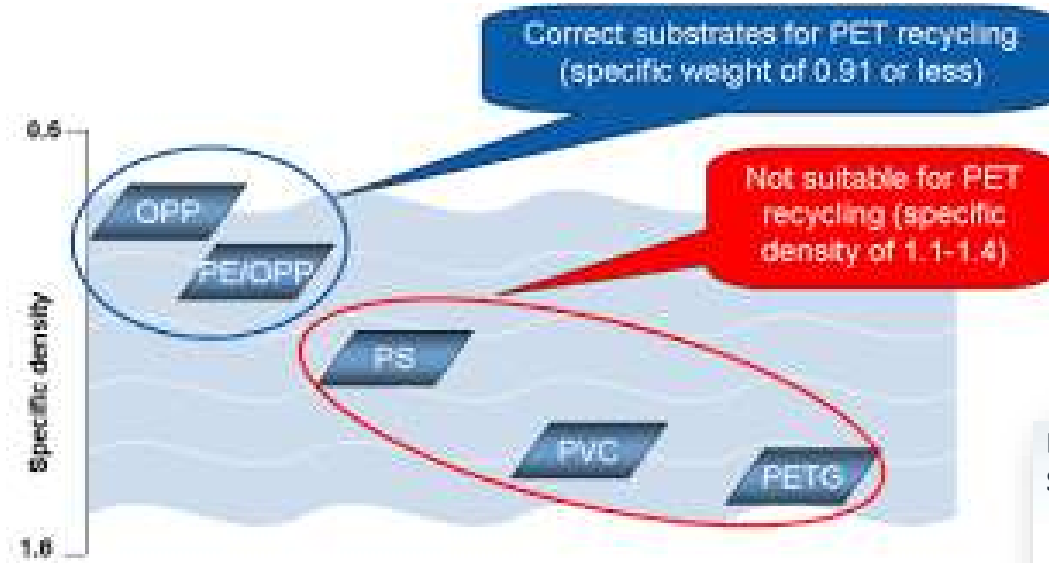 Correct substrates for PET recycling
(specific weight of 0.91 or less)
0.6
Not suitable for PET
recycling (specific
density of 1.1-1.4)
OPP
PE/OPP
PS
PVC
PETG
Specific density
1.6